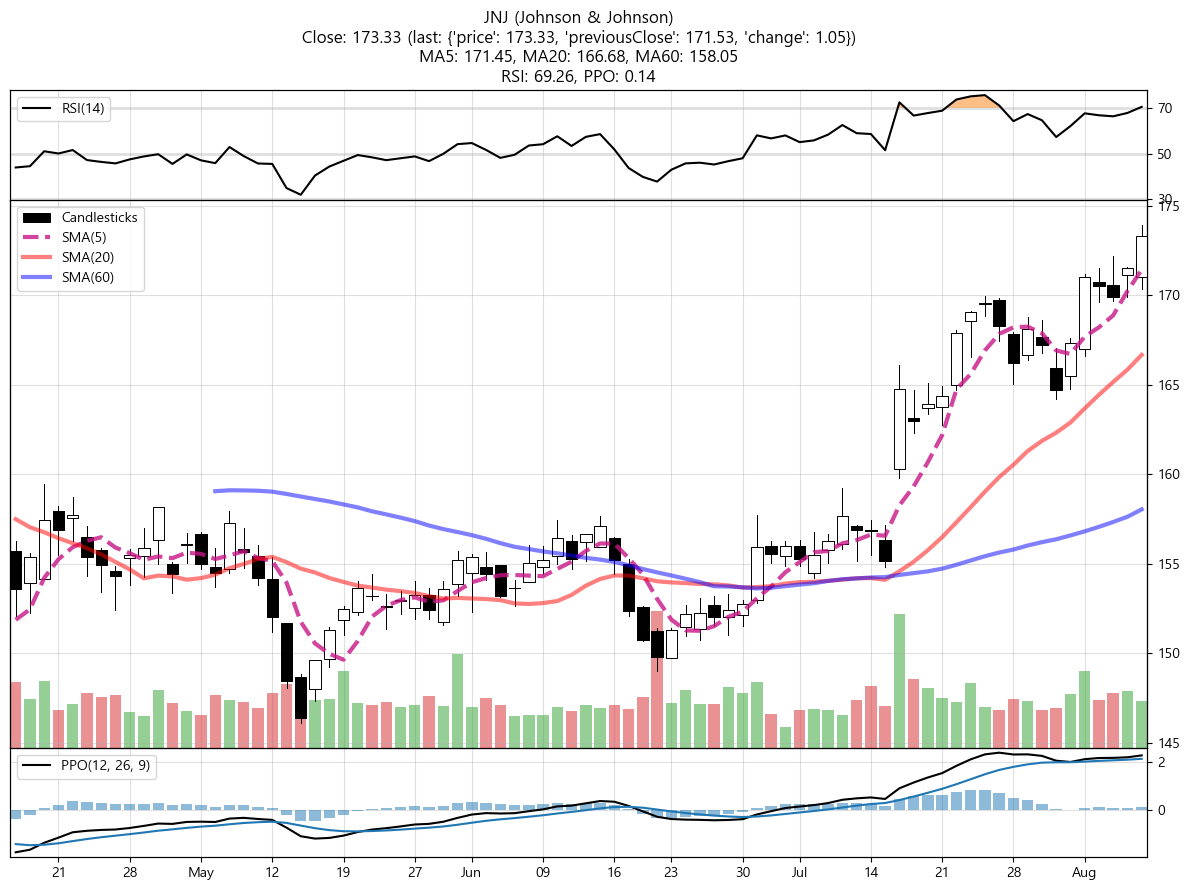 JNJ (Johnson & Johnson)
Close: 173.33 (last: {'price': 173.33, 'previousClose': 171.53, 'change': 1.05})
MA5: 171.45, MA20: 166.68, MA60: 158.05
RSI: 69.26, PPO: 0.14
RSI(14)
70
50
30
Candlesticks
SMA(5)
SMA(20)
SMA(60)
175
170
165
160
155
150
145
PPO(12, 26, 9)
2
0
21 28 May 12 19 27 Jun 09 16 23 30 Jul 14 21 28 Aug